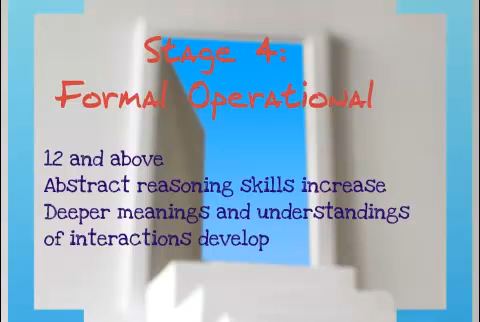 Stage 4:
Formal Operational
12 and above
Abstract reasoning skills increase
Deeper meanings and understandings
of interactions develop